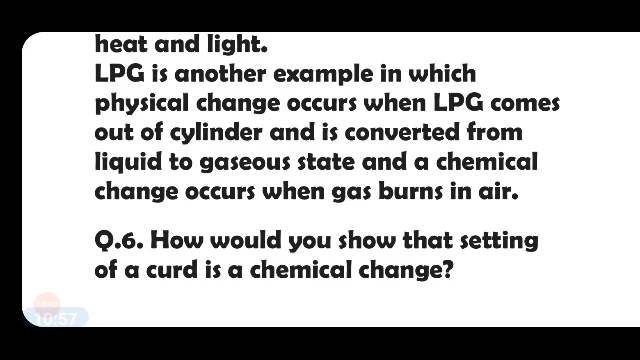 heat and light.
LPG is another example in which
physical change occurs when LPG comes
out of cylinder and is converted from
liquid to gaseous state and a chemical
change occurs when gas burns in air.
Q.6. How would you show that setting
of a curd is a chemical change?
10:57